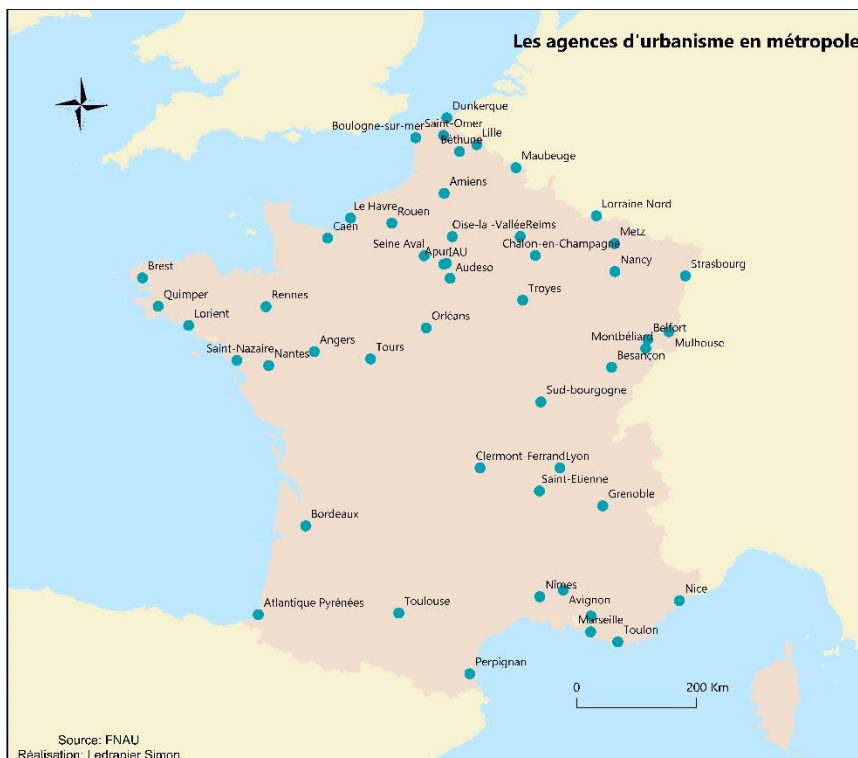 Les agences d'urbanisme en métropole
Dunkerque
Saint-Omer
Boulogne-sur-mer
Béthune
Lille
Maubeuge
Amiens
Le Havre
Rouen
Caen
Oise-la -Vallée
Reims
Lorraine Nord
Metz
Seine Aval
Apur
IAU
Chalon-en-Champagne
Audeso
Nancy
Strasbourg
Brest
Quimper
Rennes
Lorient
Troyes
Orléans
Belfort
Montbéliard
Mulhouse
Saint-Nazaire
Nantes
Angers
Tours
Besançon
Sud-bourgogne
Clermont-Ferrand
Lyon
Saint-Etienne
Grenoble
Bordeaux
Nîmes
Avignon
Nice
Atlantique Pyrénées
Toulouse
Marseille
Toulon
Perpignan
0 200 Km
Source: FNAU
Réalisation: Ledrapier Simon